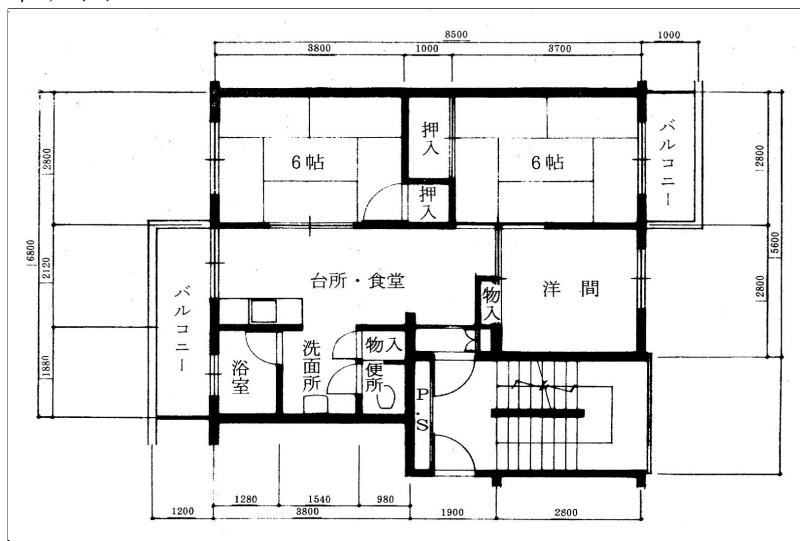 8500
3800
1000
3700
1000
バルコニー
押入
6帖
6帖
押入
2800
2800
6800
2120
5600
2800
1880
台所・食堂
洋間
物入
バルコニー
浴室
洗面所
物入
便所
P.S
1280
1540
980
1200
3800
1900
2800